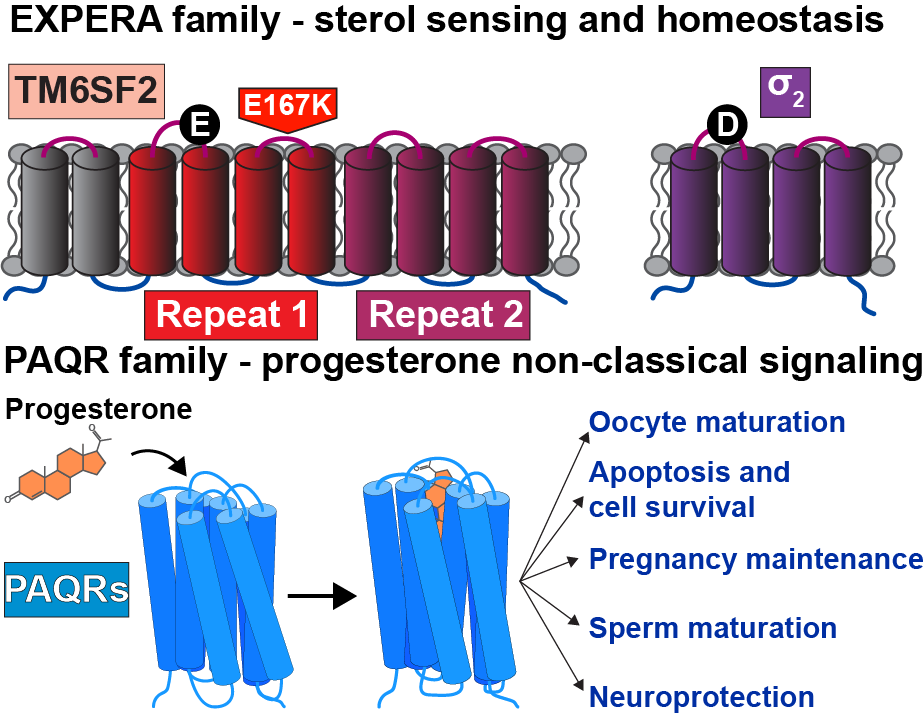 EXPERA family - sterol sensing and homeostasis
TM6SF2
E
E167K
D
σ2
Repeat 1
Repeat 2
PAQR family - progesterone non-classical signaling
Progesterone
O
O
PAQRs
O
Oocyte maturation
Apoptosis and
cell survival
Pregnancy maintenance
Sperm maturation
Neuroprotection